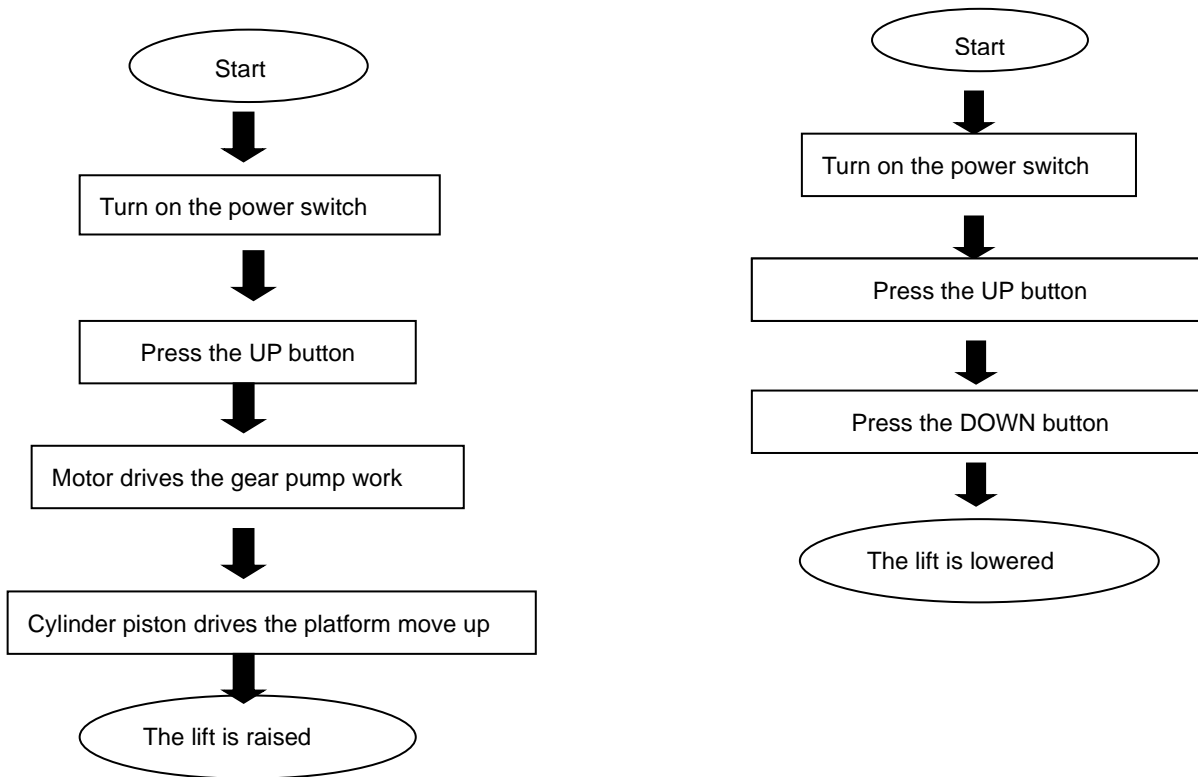 Start
Turn on the power switch
Press the UP button
Motor drives the gear pump work
Cylinder piston drives the platform move up
The lift is raised
Start
Turn on the power switch
Press the UP button
Press the DOWN button
The lift is lowered